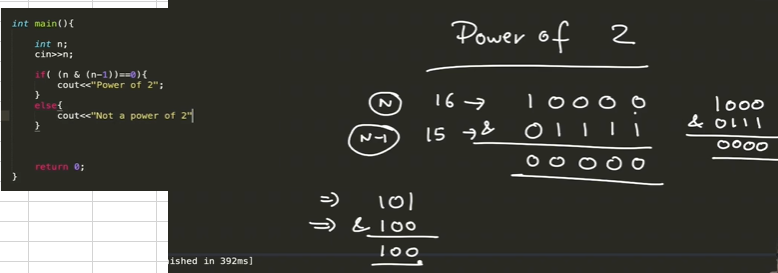 int main(){
int n;
cin>>n;
if( (n & (n-1))==0){
cout<<"Power of 2";
}
else{
cout<<"Not a power of 2"
}
return 0;
}
Power of 2
N 16 → 1 0 0 0 0
N-1 15 → & 0 1 1 1 1
0 0 0 0 0
1000
& 0111
0000
⇒ 101
⇒ & 100
100
ished in 392ms]